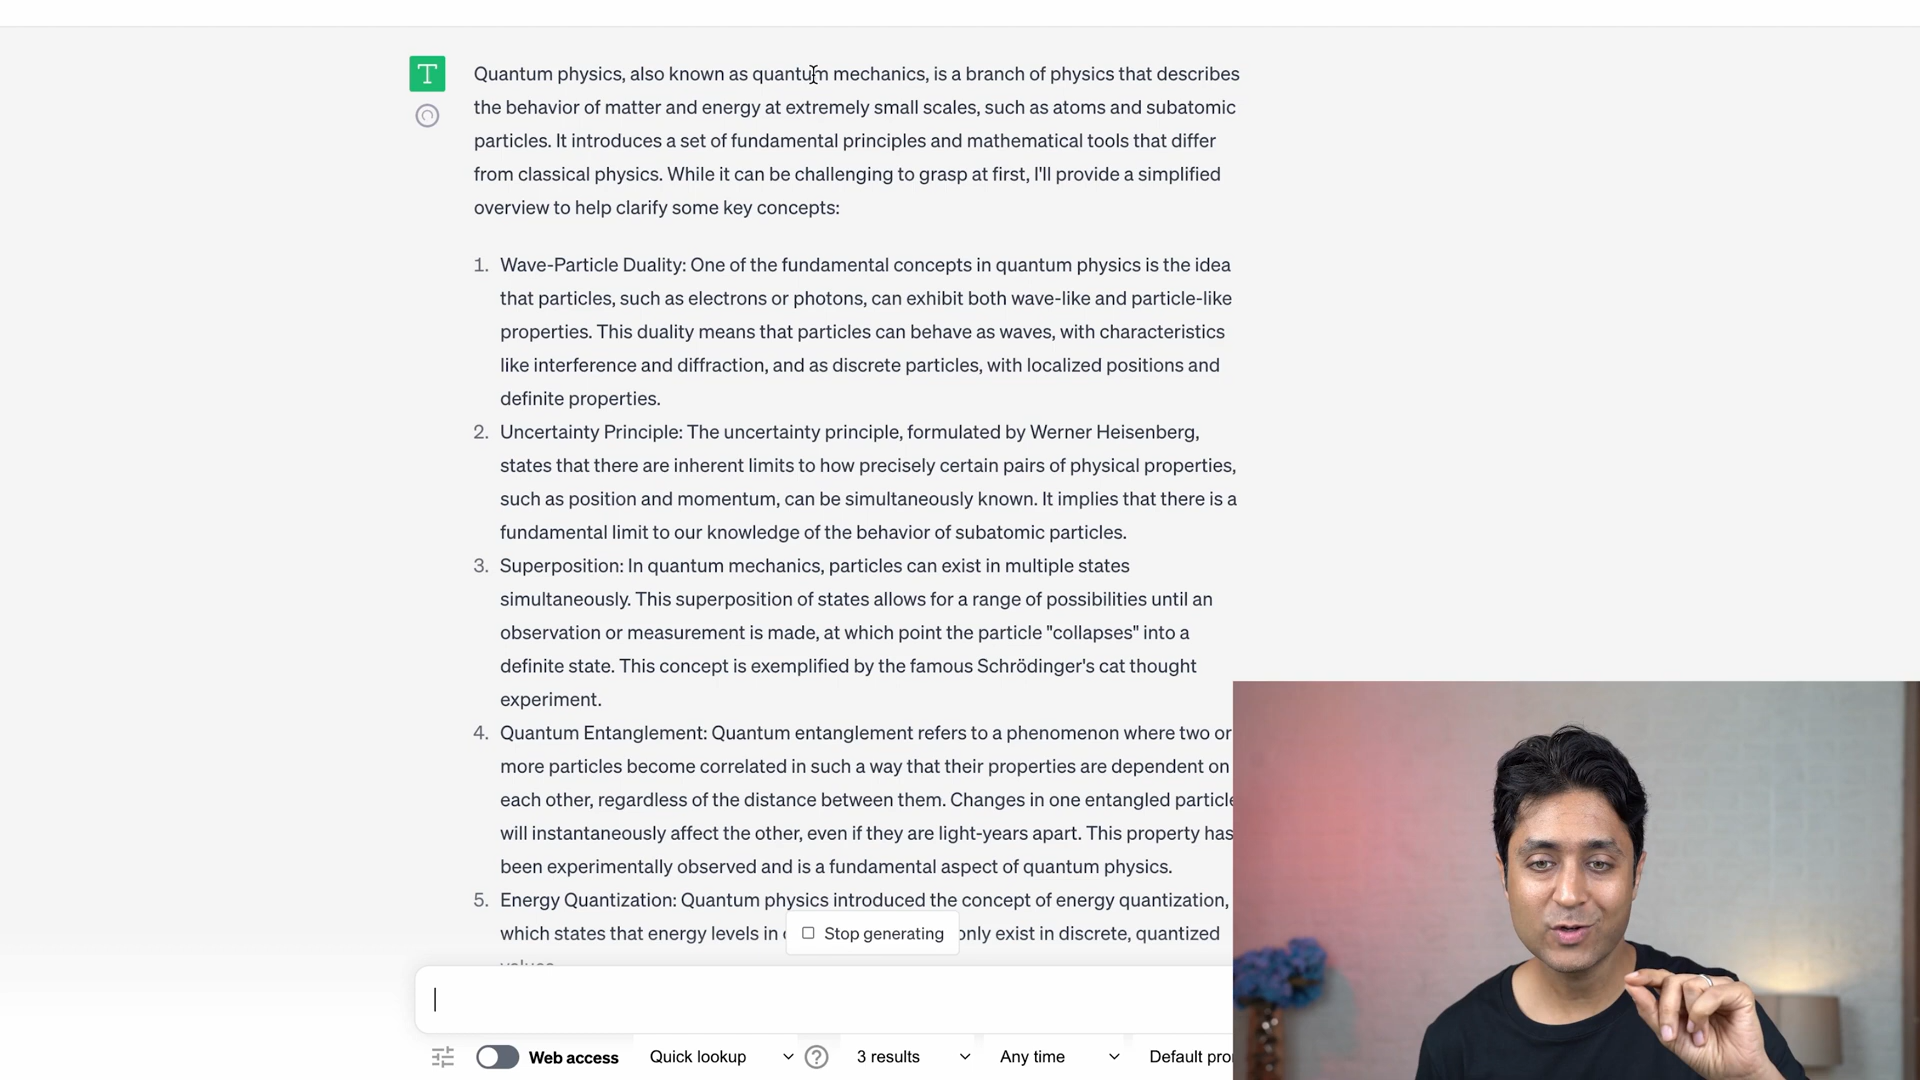 T
Quantum physics, also known as quantum mechanics, is a branch of physics that describes
the behavior of matter and energy at extremely small scales, such as atoms and subatomic
particles. It introduces a set of fundamental principles and mathematical tools that differ
from classical physics. While it can be challenging to grasp at first, I'll provide a simplified
overview to help clarify some key concepts:
1. Wave-Particle Duality: One of the fundamental concepts in quantum physics is the idea
that particles, such as electrons or photons, can exhibit both wave-like and particle-like
properties. This duality means that particles can behave as waves, with characteristics
like interference and diffraction, and as discrete particles, with localized positions and
definite properties.
2. Uncertainty Principle: The uncertainty principle, formulated by Werner Heisenberg,
states that there are inherent limits to how precisely certain pairs of physical properties,
such as position and momentum, can be simultaneously known. It implies that there is a
fundamental limit to our knowledge of the behavior of subatomic particles.
3. Superposition: In quantum mechanics, particles can exist in multiple states
simultaneously. This superposition of states allows for a range of possibilities until an
observation or measurement is made, at which point the particle "collapses" into a
definite state. This concept is exemplified by the famous Schrödinger's cat thought
experiment.
4. Quantum Entanglement: Quantum entanglement refers to a phenomenon where two or
more particles become correlated in such a way that their properties are dependent on
each other, regardless of the distance between them. Changes in one entangled particle
will instantaneously affect the other, even if they are light-years apart. This property has
been experimentally observed and is a fundamental aspect of quantum physics.
5. Energy Quantization: Quantum physics introduced the concept of energy quantization,
which states that energy levels in only exist in discrete, quantized
Stop generating
Web access Quick lookup ? 3 results Any time Default